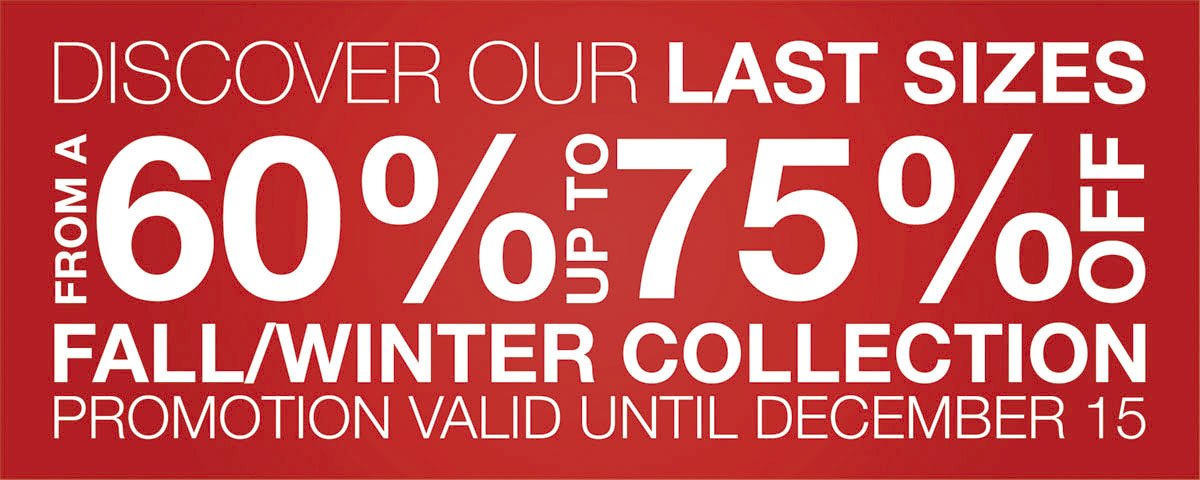 DISCOVER OUR LAST SIZES
FROM A 60% UP TO 75% OFF
FALL/WINTER COLLECTION
PROMOTION VALID UNTIL DECEMBER 15